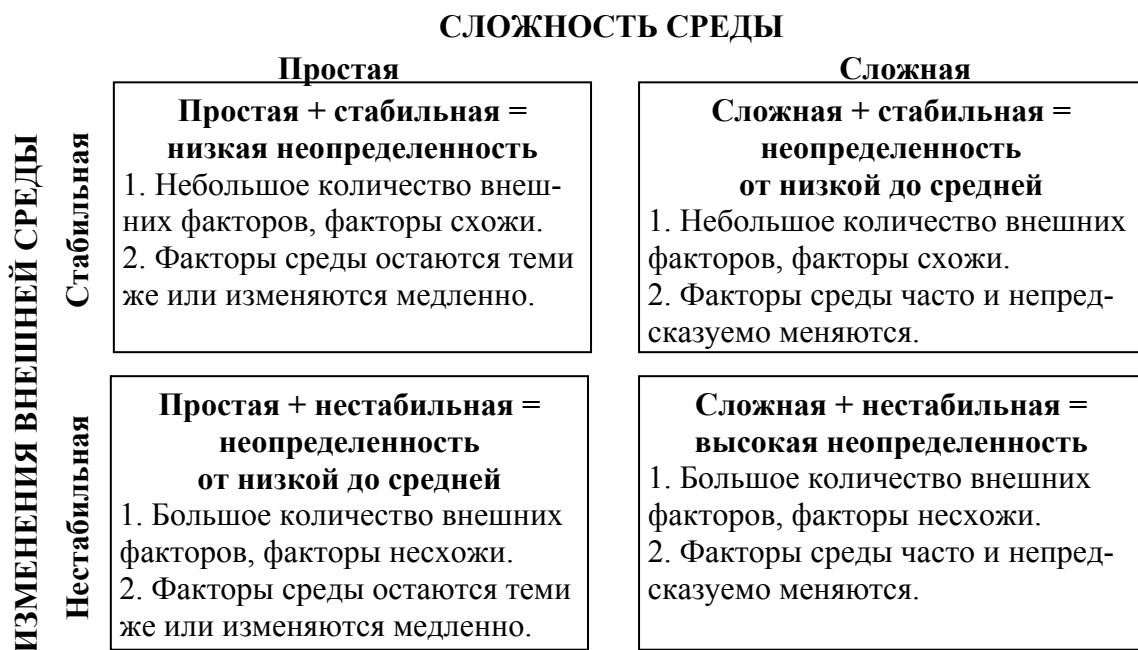 СЛОЖНОСТЬ СРЕДЫ
Простая
Сложная
ИЗМЕНЕНИЯ ВНЕШНЕЙ СРЕДЫ
Стабильная
Простая + стабильная =
низкая неопределенность
1. Небольшое количество внеш-
них факторов, факторы схожи.
2. Факторы среды остаются теми
же или изменяются медленно.
Сложная + стабильная =
неопределенность
от низкой до средней
1. Небольшое количество внешних
факторов, факторы схожи.
2. Факторы среды часто и непред-
сказуемо меняются.
Нестабильная
Простая + нестабильная =
неопределенность
от низкой до средней
1. Большое количество внешних
факторов, факторы несхожи.
2. Факторы среды остаются теми
же или изменяются медленно.
Сложная + нестабильная =
высокая неопределенность
1. Большое количество внешних
факторов, факторы несхожи.
2. Факторы среды часто и непред-
сказуемо меняются.